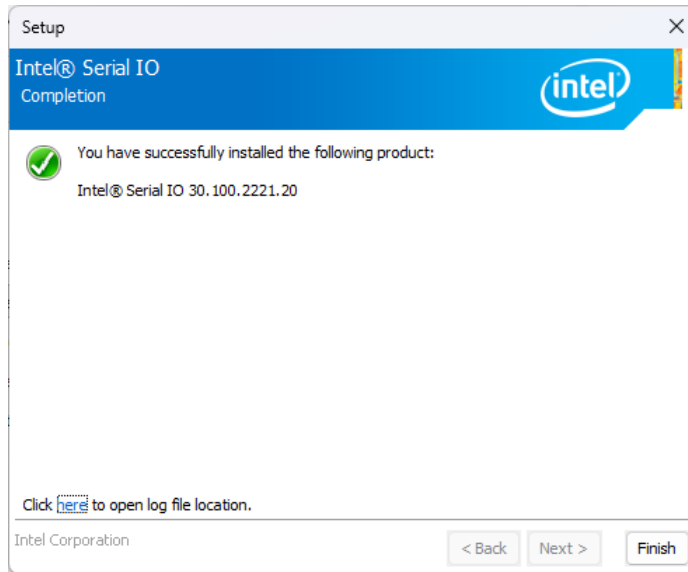 Setup
Intel® Serial IO
Completion
intel
You have successfully installed the following product:
Intel® Serial IO 30.100.2221.20
Click here to open log file location.
Intel Corporation
< Back
Next >
Finish